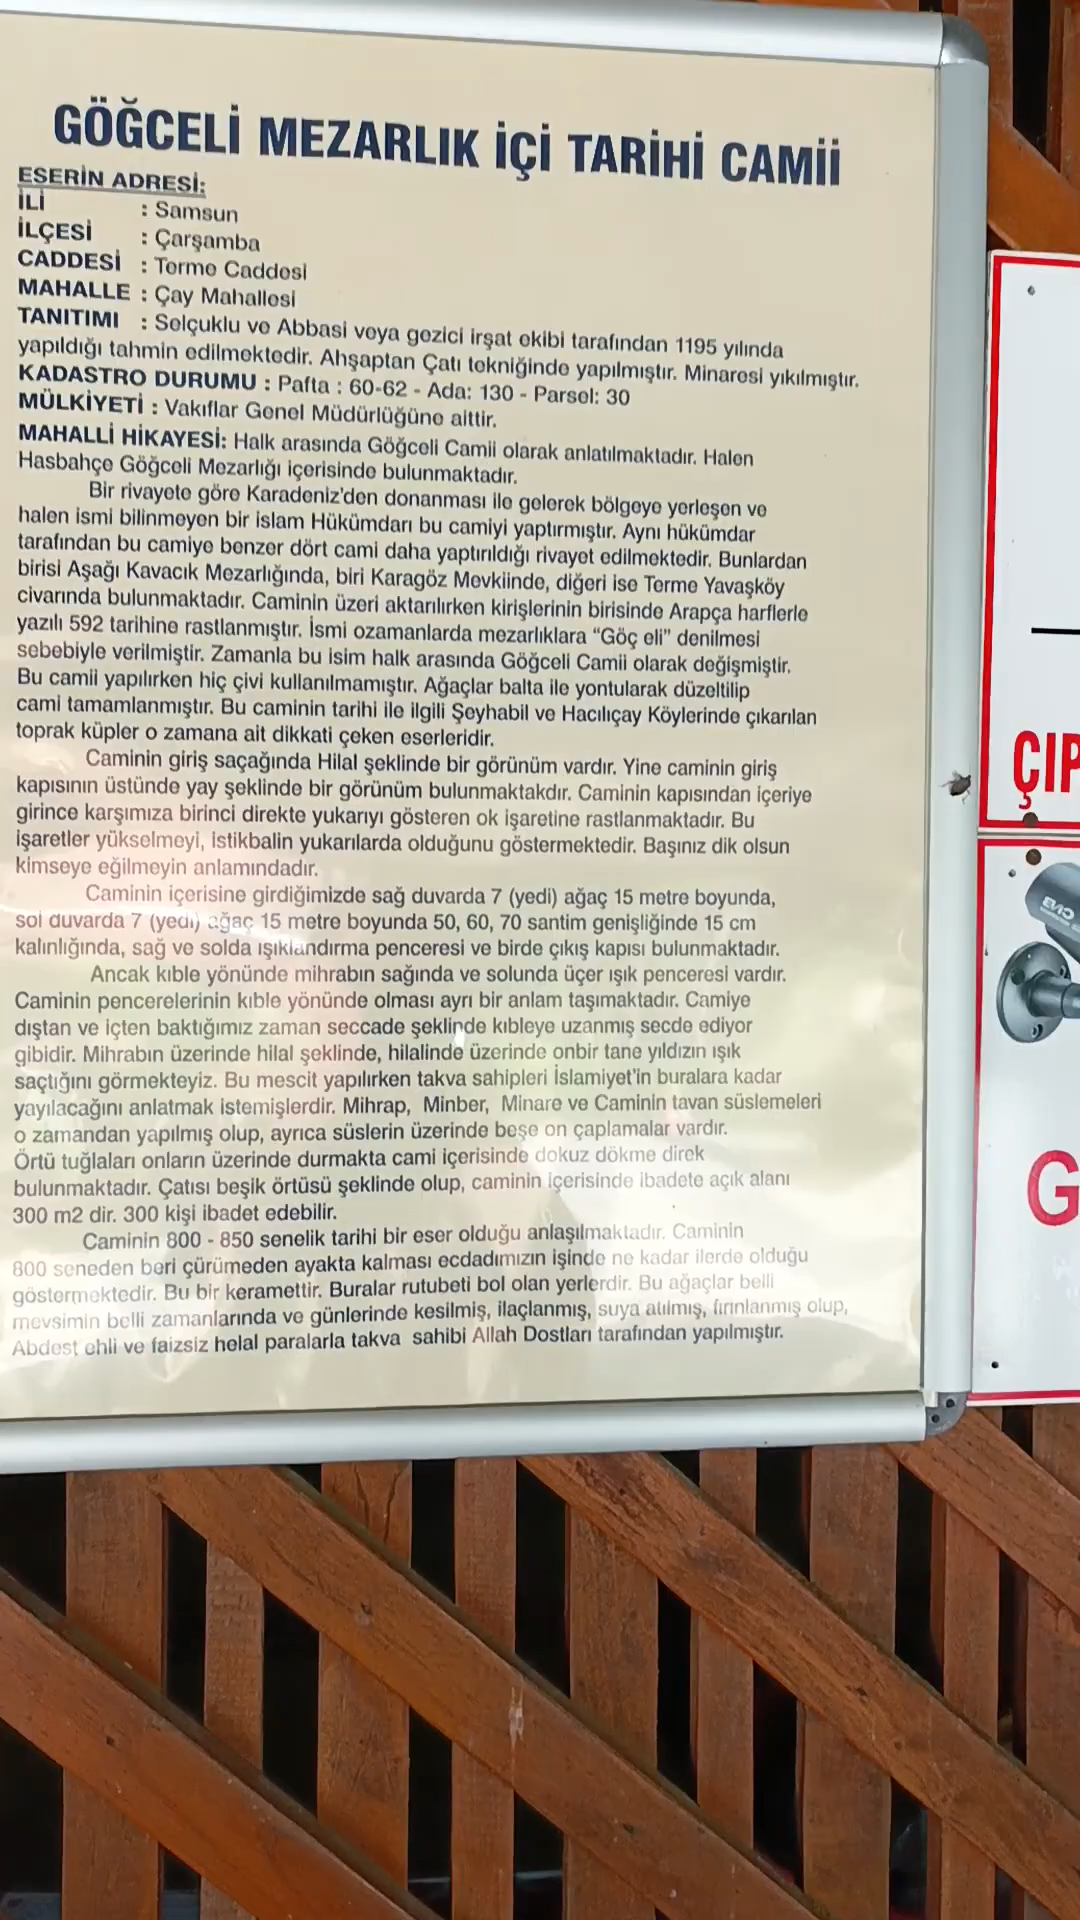 GÖĞCELİ MEZARLIK İÇİ TARİHİ CAMİİ
ESERİN ADRESİ:
İLİ : Samsun
İLÇESİ : Çarşamba
CADDESİ : Terme Caddesi
MAHALLE : Çay Mahallesi
TANITIMI : Selçuklu ve Abbasi veya gezici irşat ekibi tarafından 1195 yılında
yapıldığı tahmin edilmektedir. Ahşaptan Çatı tekniğinde yapılmıştır. Minaresi yıkılmıştır.
KADASTRO DURUMU : Pafta : 60-62 - Ada: 130 - Parsel: 30
MÜLKİYETİ : Vakıflar Genel Müdürlüğüne aittir.
MAHALLİ HİKAYESİ: Halk arasında Göğceli Camii olarak anlatılmaktadır. Halen
Hasbahçe Göğceli Mezarlığı içerisinde bulunmaktadır.
Bir rivayete göre Karadeniz'den donanması ile gelerek bölgeye yerleşen ve
halen ismi bilinmeyen bir islam Hükümdarı bu camiyi yaptırmıştır. Aynı hükümdar
tarafından bu camiye benzer dört cami daha yaptırıldığı rivayet edilmektedir. Bunlardan
birisi Aşağı Kavacık Mezarlığında, biri Karagöz Mevkiinde, diğeri ise Terme Yavaşköy
civarında bulunmaktadır. Caminin üzeri aktarılırken kirişlerinin birisinde Arapça harflerle
yazılı 592 tarihine rastlanmıştır. İsmi ozamanlarda mezarlıklara "Göç eli" denilmesi
sebebiyle verilmiştir. Zamanla bu isim halk arasında Göğceli Camii olarak değişmiştir.
Bu camii yapılırken hiç çivi kullanılmamıştır. Ağaçlar balta ile yontularak düzeltilip
cami tamamlanmıştır. Bu caminin tarihi ile ilgili Şeyhabil ve Hacılıçay Köylerinde çıkarılan
toprak küpler o zamana ait dikkati çeken eserleridir.
Caminin giriş saçağında Hilal şeklinde bir görünüm vardır. Yine caminin giriş
kapısının üstünde yay şeklinde bir görünüm bulunmaktakdır. Caminin kapısından içeriye
girince karşımıza birinci direkte yukarıyı gösteren ok işaretine rastlanmaktadır. Bu
işaretler yükselmeyi, istikbalin yukarılarda olduğunu göstermektedir. Başınız dik olsun
kimseye eğilmeyin anlamındadır.
Caminin içerisine girdiğimizde sağ duvarda 7 (yedi) ağaç 15 metre boyunda,
sol duvarda 7 (yedi) ağaç 15 metre boyunda 50, 60, 70 santim genişliğinde 15 cm
kalınlığında, sağ ve solda ışıklandırma penceresi ve birde çıkış kapısı bulunmaktadır.
Ancak kıble yönünde mihrabın sağında ve solunda üçer ışık penceresi vardır.
Caminin pencerelerinin kıble yönünde olması ayrı bir anlam taşımaktadır. Camiye
dıştan ve içten baktığımız zaman seccade şeklinde kıbleye uzanmış secde ediyor
gibidir. Mihrabın üzerinde hilal şeklinde, hilalinde üzerinde onbir tane yıldızın ışık
saçtığını görmekteyiz. Bu mescit yapılırken takva sahipleri İslamiyet'in buralara kadar
yayılacağını anlatmak istemişlerdir. Mihrap, Minber, Minare ve Caminin tavan süslemeleri
o zamandan yapılmış olup, ayrıca süslerin üzerinde beşe on çaplamalar vardır.
Örtü tuğlaları onların üzerinde durmakta cami içerisinde dokuz dökme direk
bulunmaktadır. Çatısı beşik örtüsü şeklinde olup, caminin içerisinde ibadete açık alanı
300 m2 dir. 300 kişi ibadet edebilir.
Caminin 800 - 850 senelik tarihi bir eser olduğu anlaşılmaktadır. Caminin
800 seneden beri çürümeden ayakta kalması ecdadımızın işinde ne kadar ilerde olduğu
göstermektedir. Bu bir keramettir. Buralar rutubeti bol olan yerlerdir. Bu ağaçlar belli
mevsimin belli zamanlarında ve günlerinde kesilmiş, ilaçlanmış, suya atılmış, fırınlanmış olup,
Abdest ehli ve faizsiz helal paralarla takva sahibi Allah Dostları tarafından yapılmıştır.
ÇIP
G